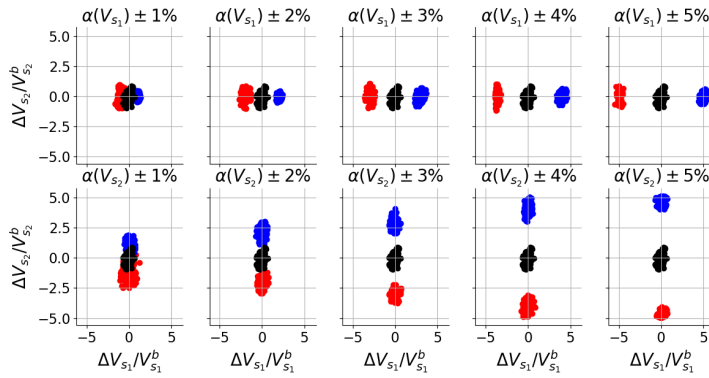 α(V_{s_1}) ± 1% α(V_{s_1}) ± 2% α(V_{s_1}) ± 3% α(V_{s_1}) ± 4% α(V_{s_1}) ± 5%
5.0
2.5
0.0
−2.5
−5.0
ΔV_{s_2}/V^b_{s_2}
α(V_{s_2}) ± 1% α(V_{s_2}) ± 2% α(V_{s_2}) ± 3% α(V_{s_2}) ± 4% α(V_{s_2}) ± 5%
5.0
2.5
0.0
−2.5
−5.0
ΔV_{s_2}/V^b_{s_2}
−5 0 5 −5 0 5 −5 0 5 −5 0 5 −5 0 5
ΔV_{s_1}/V^b_{s_1} ΔV_{s_1}/V^b_{s_1} ΔV_{s_1}/V^b_{s_1} ΔV_{s_1}/V^b_{s_1} ΔV_{s_1}/V^b_{s_1}